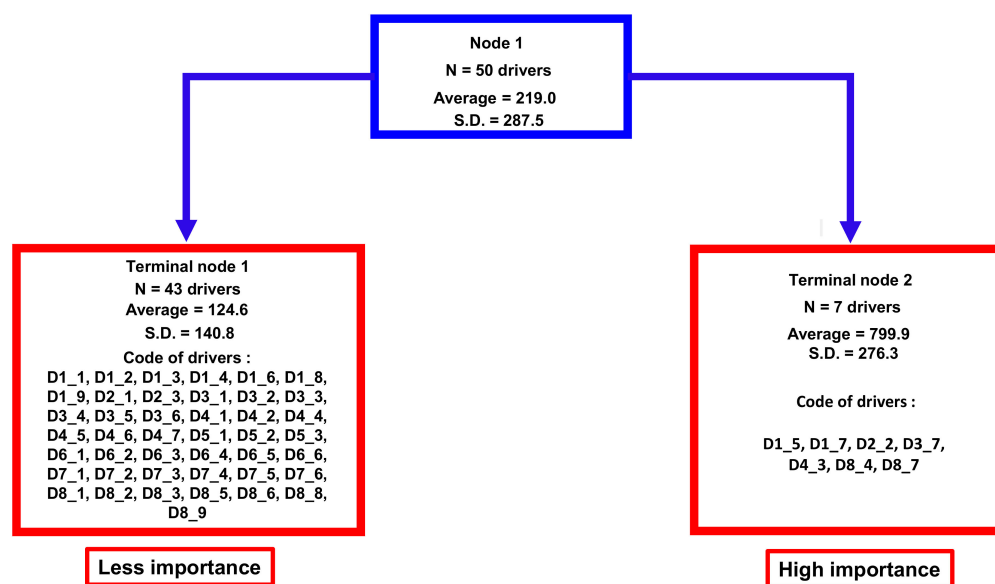 Node 1
N = 50 drivers
Average = 219.0
S.D. = 287.5
Terminal node 1
N = 43 drivers
Average = 124.6
S.D. = 140.8
Code of drivers :
D1_1, D1_2, D1_3, D1_4, D1_6, D1_8,
D1_9, D2_1, D2_3, D3_1, D3_2, D3_3,
D3_4, D3_5, D3_6, D4_1, D4_2, D4_4,
D4_5, D4_6, D4_7, D5_1, D5_2, D5_3,
D6_1, D6_2, D6_3, D6_4, D6_5, D6_6,
D7_1, D7_2, D7_3, D7_4, D7_5, D7_6,
D8_1, D8_2, D8_3, D8_5, D8_6, D8_8,
D8_9
Less importance
Terminal node 2
N = 7 drivers
Average = 799.9
S.D. = 276.3
Code of drivers :
D1_5, D1_7, D2_2, D3_7,
D4_3, D8_4, D8_7
High importance